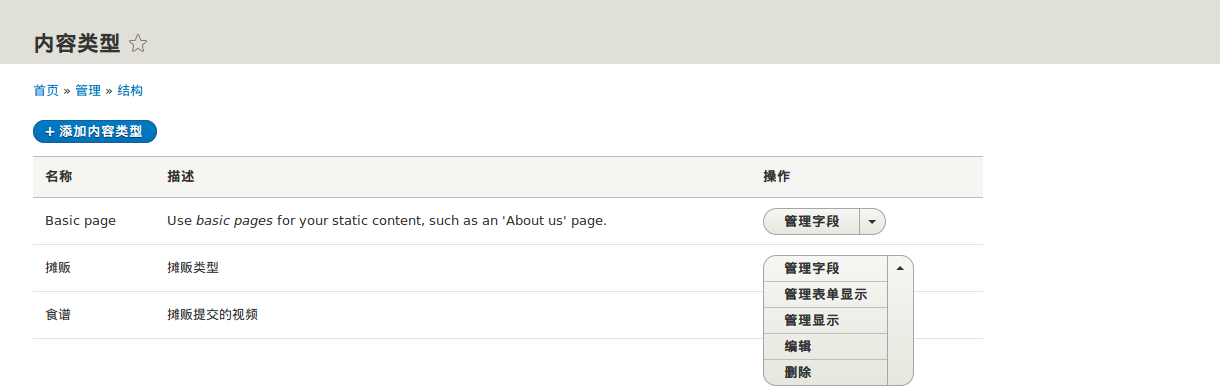 内容类型
首页 » 管理 » 结构
+ 添加内容类型
名称 描述 操作
Basic page Use basic pages for your static content, such as an 'About us' page. 管理字段
摊贩 摊贩类型 管理字段
管理表单显示
食谱 摊贩提交的视频 管理显示
编辑
删除